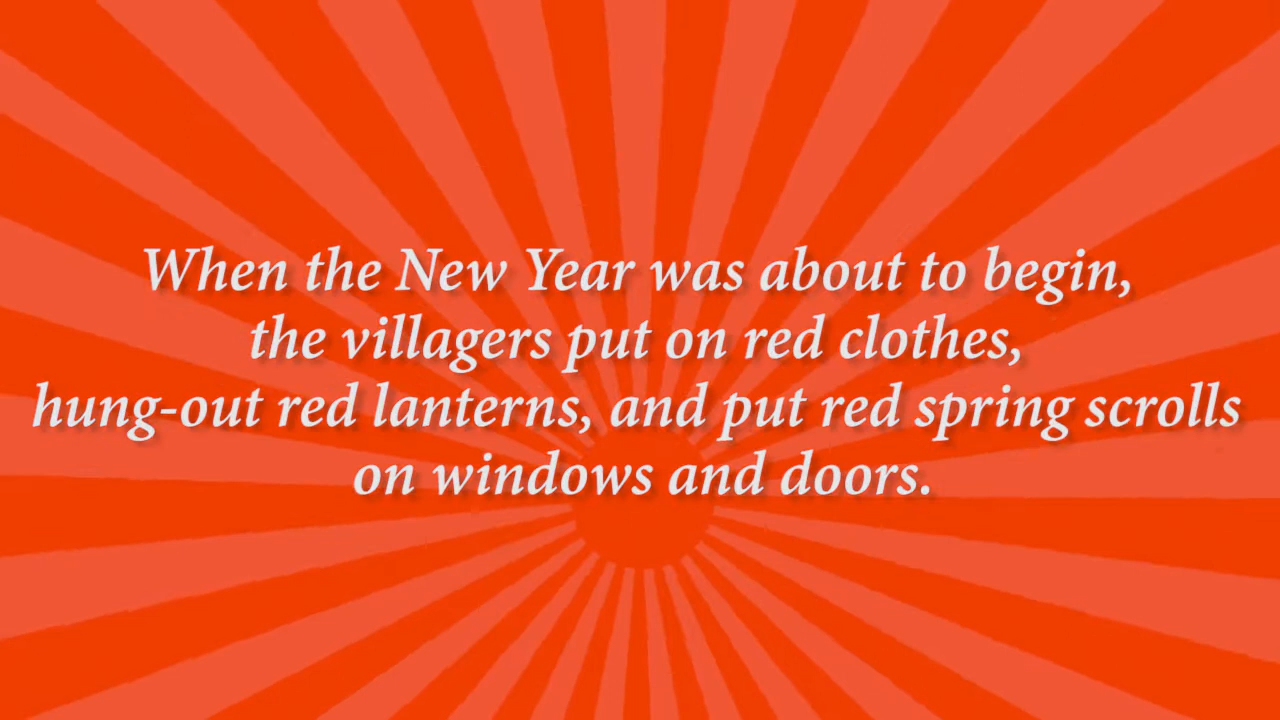 When the New Year was about to begin,
the villagers put on red clothes,
hung-out red lanterns, and put red spring scrolls
on windows and doors.